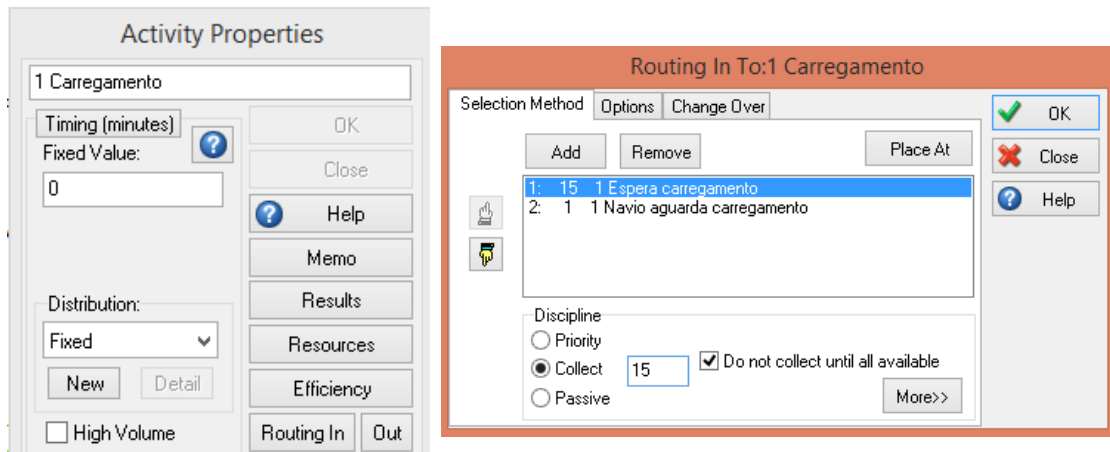 Activity Properties
1 Carregamento
Timing (minutes)
Fixed Value:
0
OK
Close
Help
Memo
Results
Resources
Efficiency
Routing In
Out
Distribution:
Fixed
New
Detail
High Volume
Routing In To:1 Carregamento
Selection Method
Options
Change Over
Add
Remove
Place At
1: 15 1 Espera carregamento
2: 1 1 Navio aguarda carregamento
Discipline
Priority
Collect
15
Do not collect until all available
Passive
More>>
OK
Close
Help